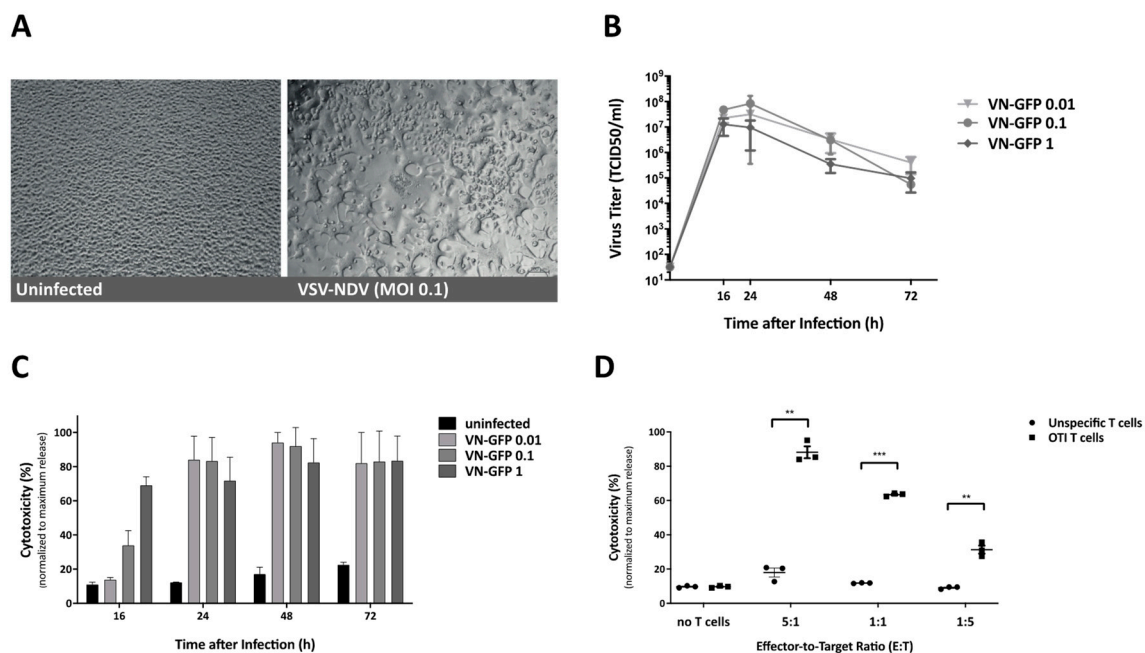 A
Uninfected
VSV-NDV (MOI 0.1)
B
Virus Titer (TCID50/ml)
10⁹
10⁸
10⁷
10⁶
10⁵
10⁴
10³
10²
10¹
16 24 48 72
Time after Infection (h)
VN-GFP 0.01
VN-GFP 0.1
VN-GFP 1
C
Cytotoxicity (%)
(normalized to maximum release)
100
80
60
40
20
0
16 24 48 72
Time after Infection (h)
uninfected
VN-GFP 0.01
VN-GFP 0.1
VN-GFP 1
D
Cytotoxicity (%)
(normalized to maximum release)
100
80
60
40
20
0
**
***
**
no T cells 5:1 1:1 1:5
Effector-to-Target Ratio (E:T)
Unspecific T cells
OTI T cells